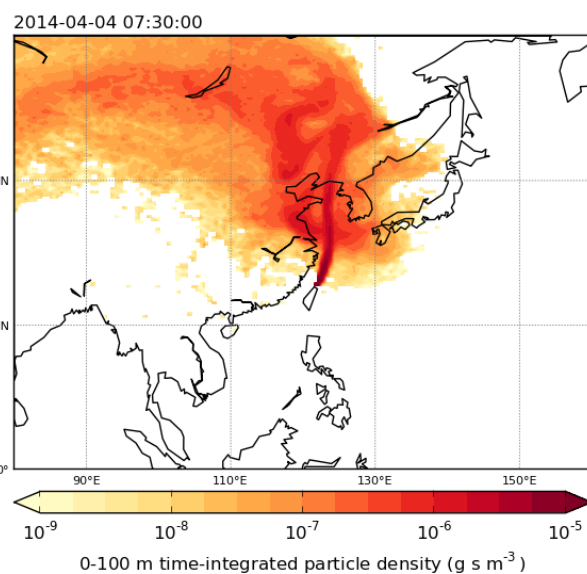 2014-04-04 07:30:00
N
N
0°
90°E
110°E
130°E
150°E
10⁻⁹
10⁻⁸
10⁻⁷
10⁻⁶
10⁻⁵
0-100 m time-integrated particle density (g s m⁻³)